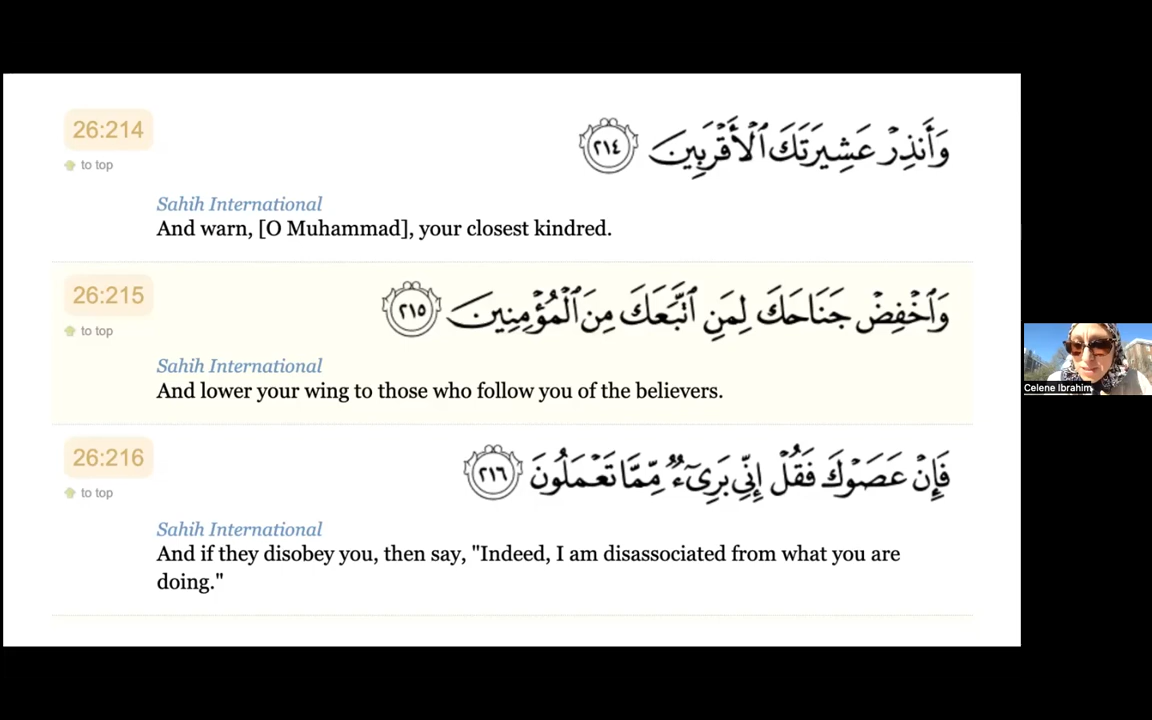 26:214
وَأَنذِرْ عَشِيرَتَكَ ٱلْأَقْرَبِينَ ٢١٤
to top
Sahih International
And warn, [O Muhammad], your closest kindred.
26:215
وَٱخْفِضْ جَنَاحَكَ لِمَنِ ٱتَّبَعَكَ مِنَ ٱلْمُؤْمِنِينَ ٢١٥
to top
Sahih International
And lower your wing to those who follow you of the believers.
26:216
فَإِنْ عَصَوْكَ فَقُلْ إِنِّى بَرِىٓءٌ مِّمَّا تَعْمَلُونَ ٢١٦
to top
Sahih International
And if they disobey you, then say, "Indeed, I am disassociated from what you are
doing."
Celene Ibrahim